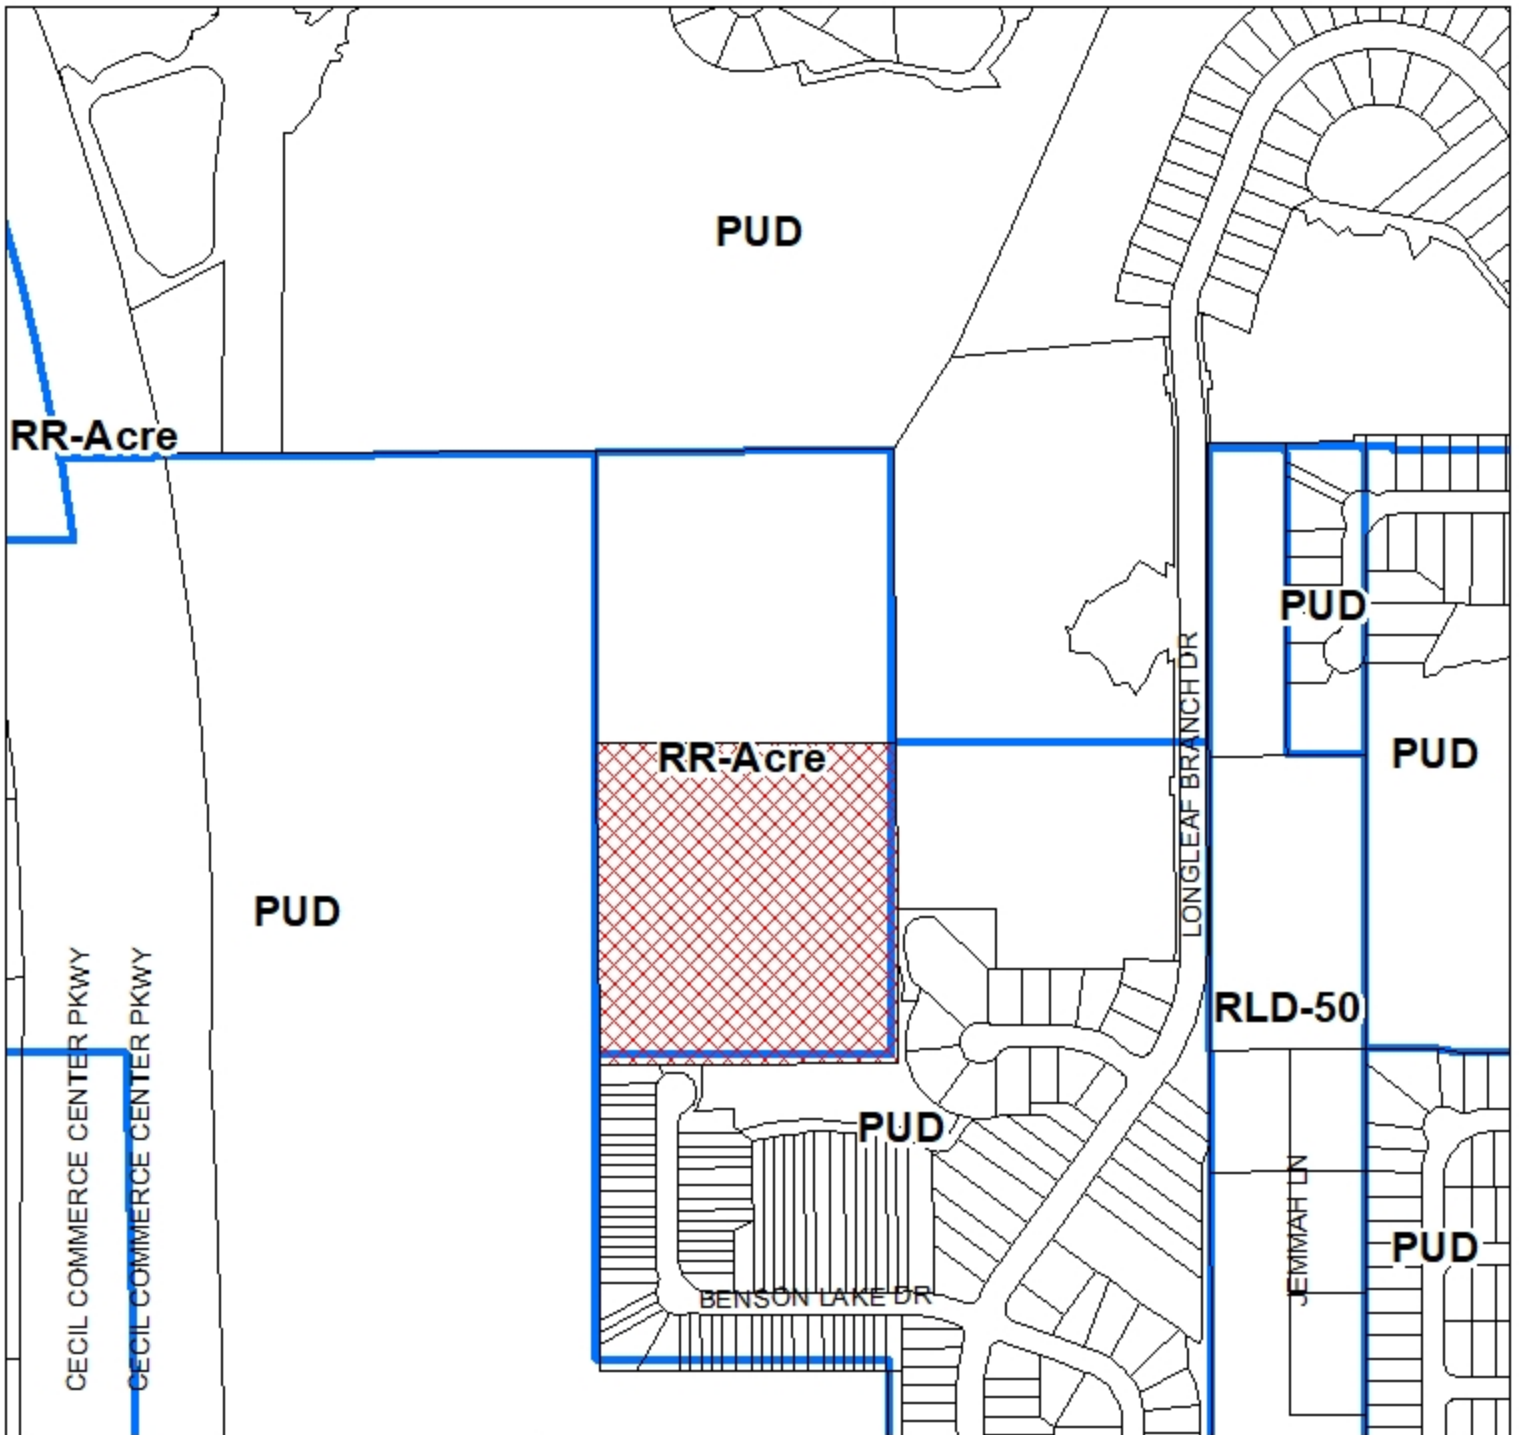 PUD
RR-Acre
PUD
LONGLEAF BRANCH DR
PUD
RR-Acre
PUD
CECIL COMMERCE CENTER PKWY
CECIL COMMERCE CENTER PKWY
RLD-50
PUD
JEMMAH LN
PUD
BENSON LAKE DR